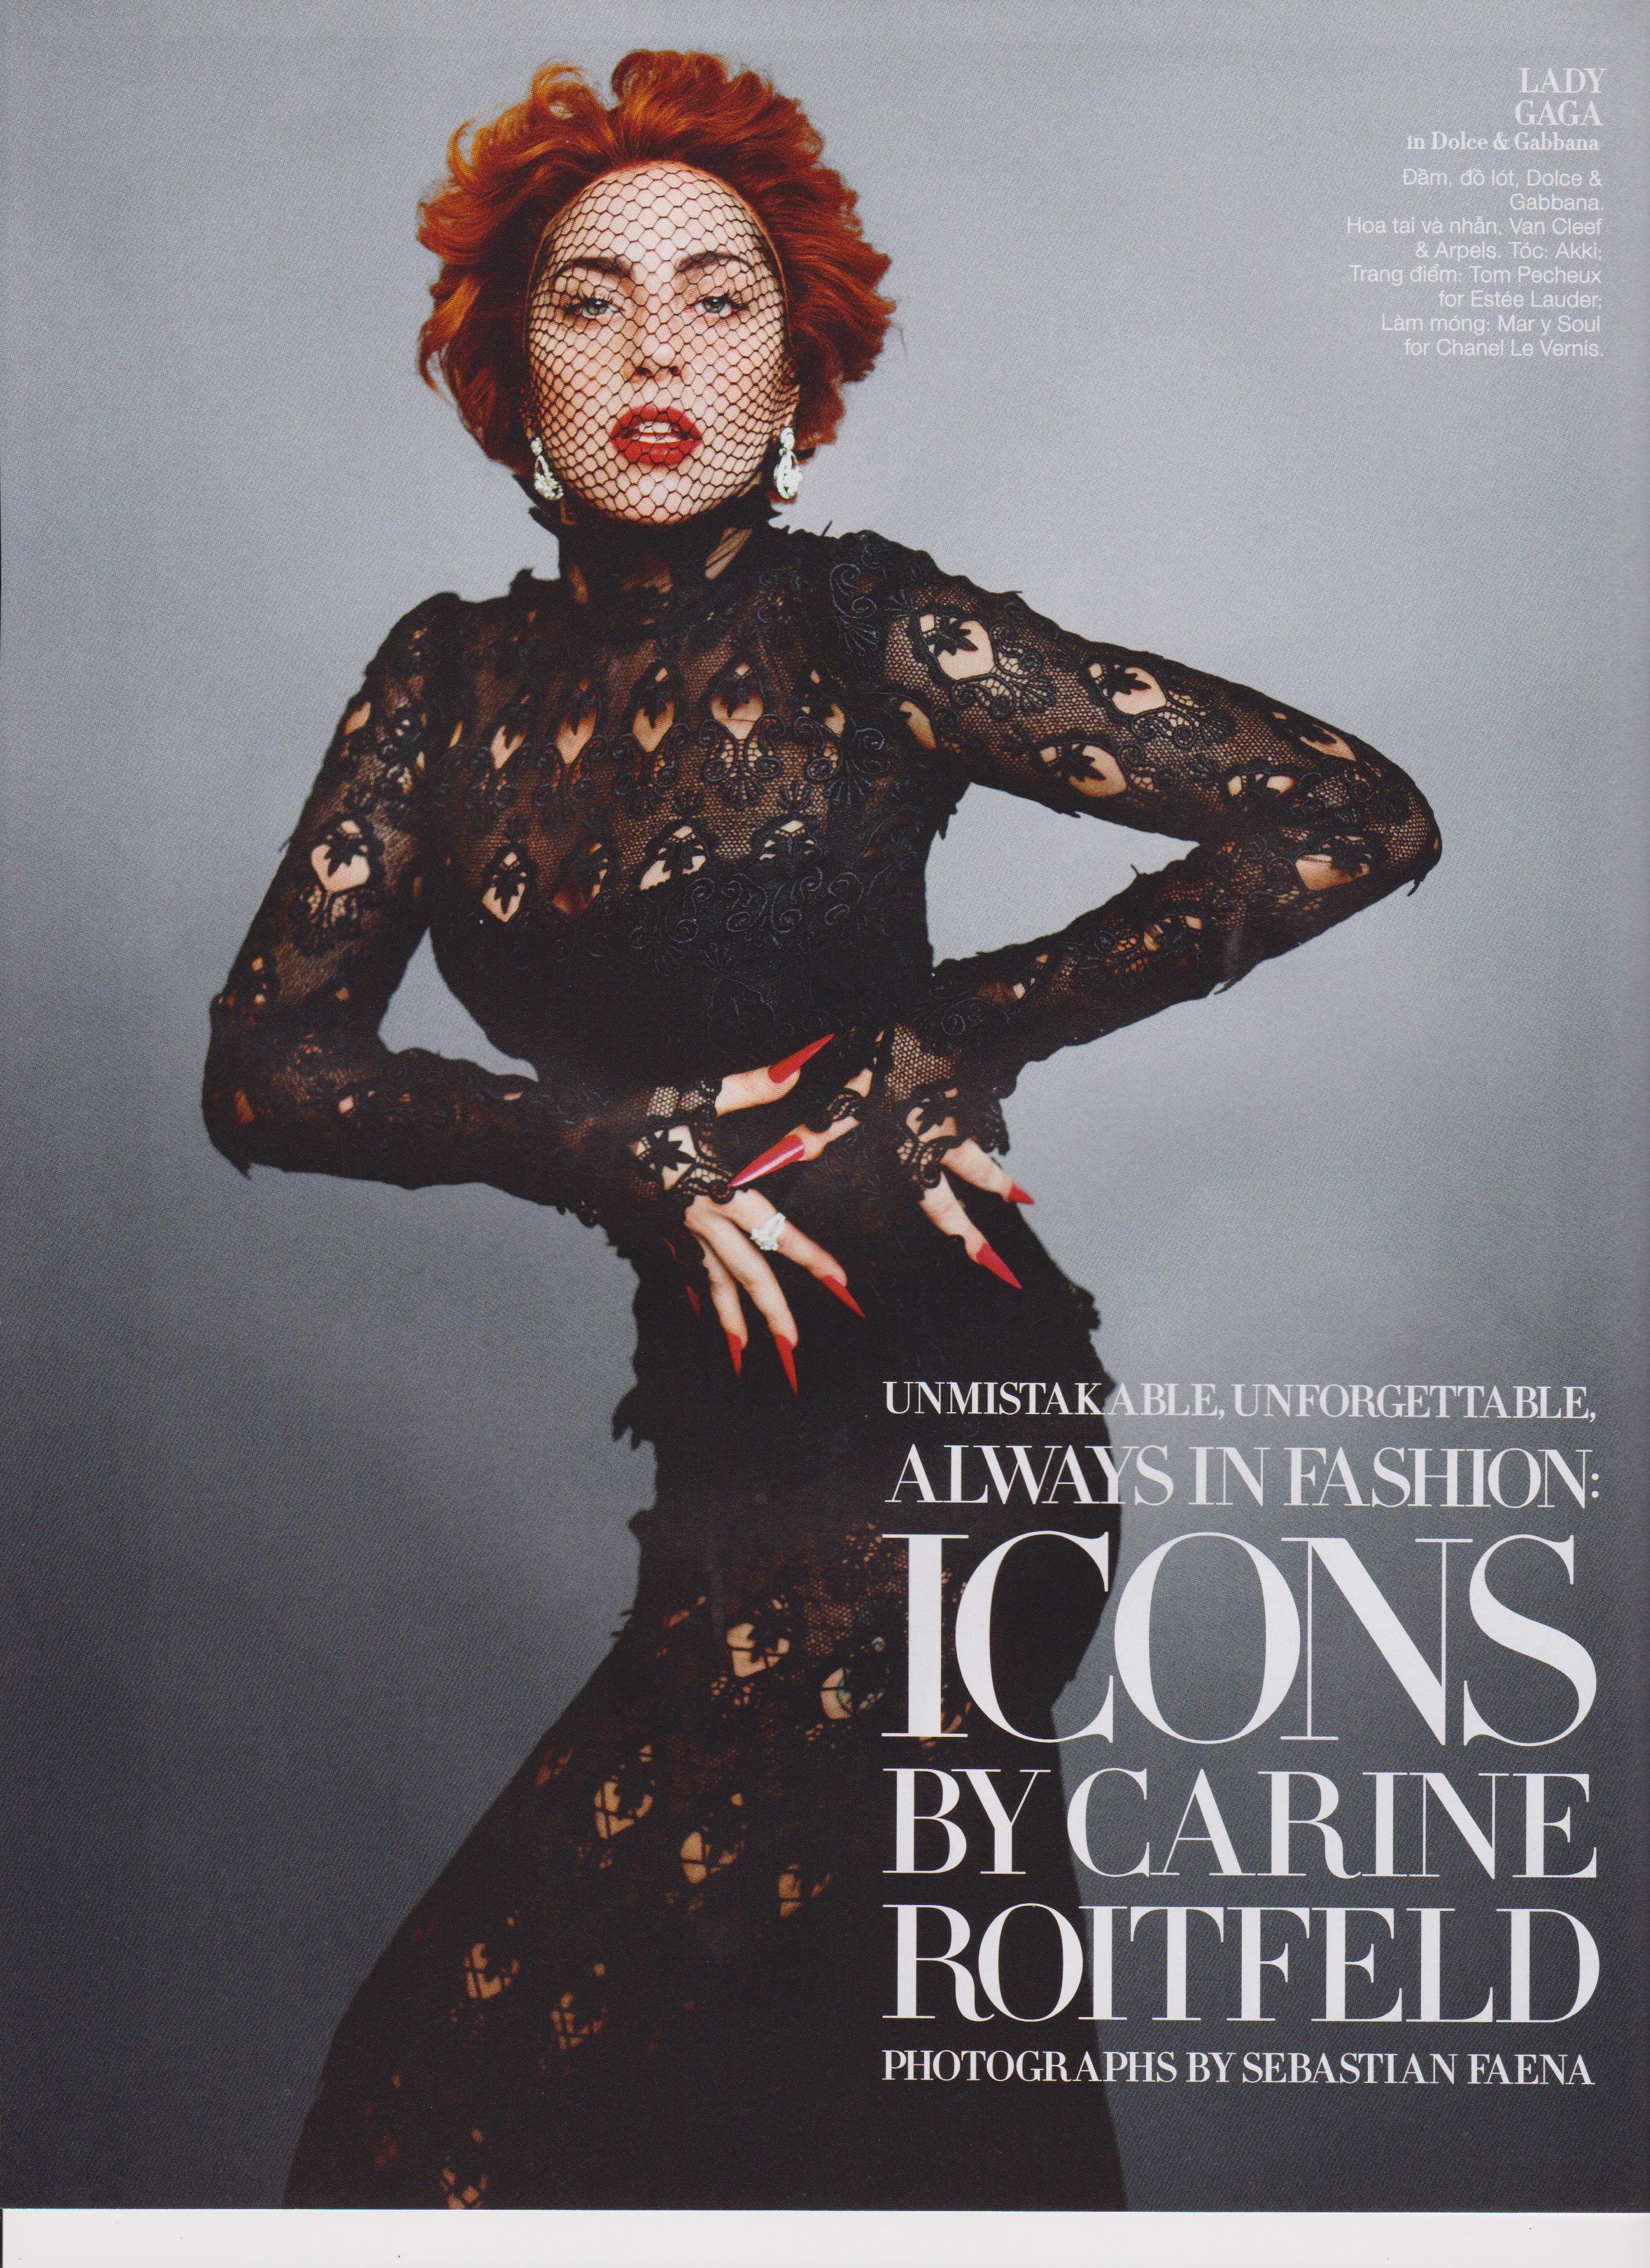 LADY
GAGA
in Dolce & Gabbana
Đầm, đồ lót, Dolce &
Gabbana.
Hoa tai và nhẫn, Van Cleef
& Arpels. Tóc: Akki;
Trang điểm: Tom Pecheux
for Estée Lauder;
Làm móng: Mar y Soul
for Chanel Le Vernis.
UNMISTAKABLE, UNFORGETTABLE,
ALWAYS IN FASHION:
ICONS
BY CARINE
ROITFELD
PHOTOGRAPHS BY SEBASTIAN FAENA